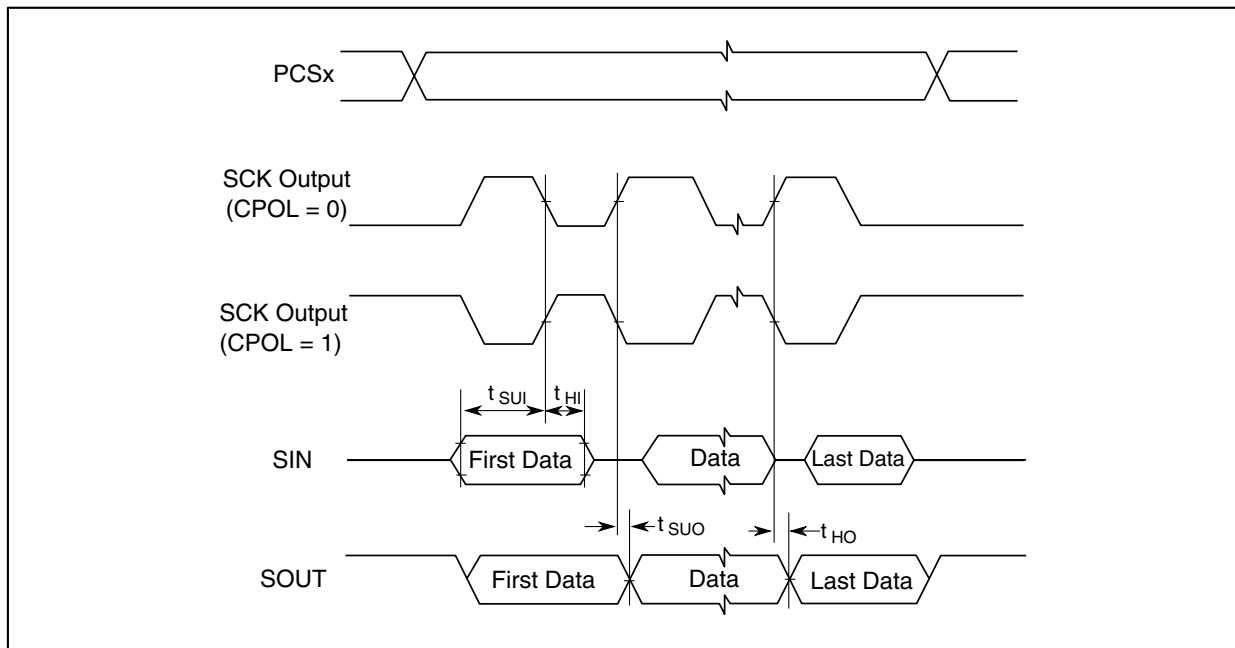 PCSx
SCK Output
(CPOL = 0)
SCK Output
(CPOL = 1)
t SUI
t HI
SIN
First Data
Data
Last Data
t SUO
t HO
SOUT
First Data
Data
Last Data